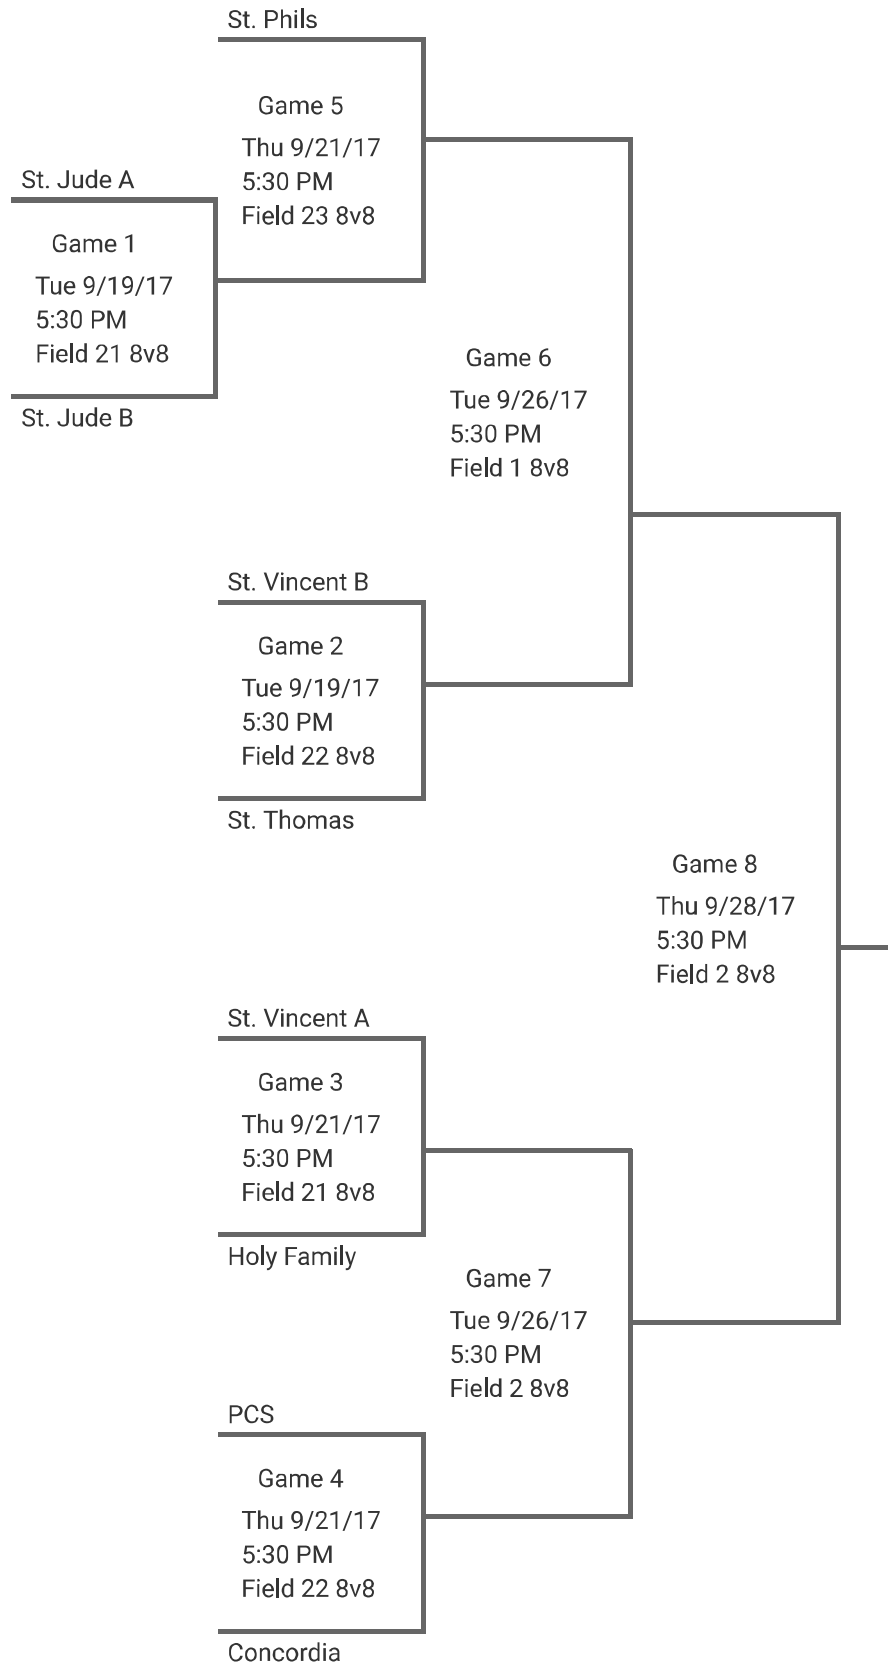 St. Phils
Game 5
Thu 9/21/17
5:30 PM
Field 23 8v8
St. Jude A
Game 1
Tue 9/19/17
5:30 PM
Field 21 8v8
St. Jude B
Game 6
Tue 9/26/17
5:30 PM
Field 1 8v8
St. Vincent B
Game 2
Tue 9/19/17
5:30 PM
Field 22 8v8
St. Thomas
Game 8
Thu 9/28/17
5:30 PM
Field 2 8v8
St. Vincent A
Game 3
Thu 9/21/17
5:30 PM
Field 21 8v8
Holy Family
Game 7
Tue 9/26/17
5:30 PM
Field 2 8v8
PCS
Game 4
Thu 9/21/17
5:30 PM
Field 22 8v8
Concordia